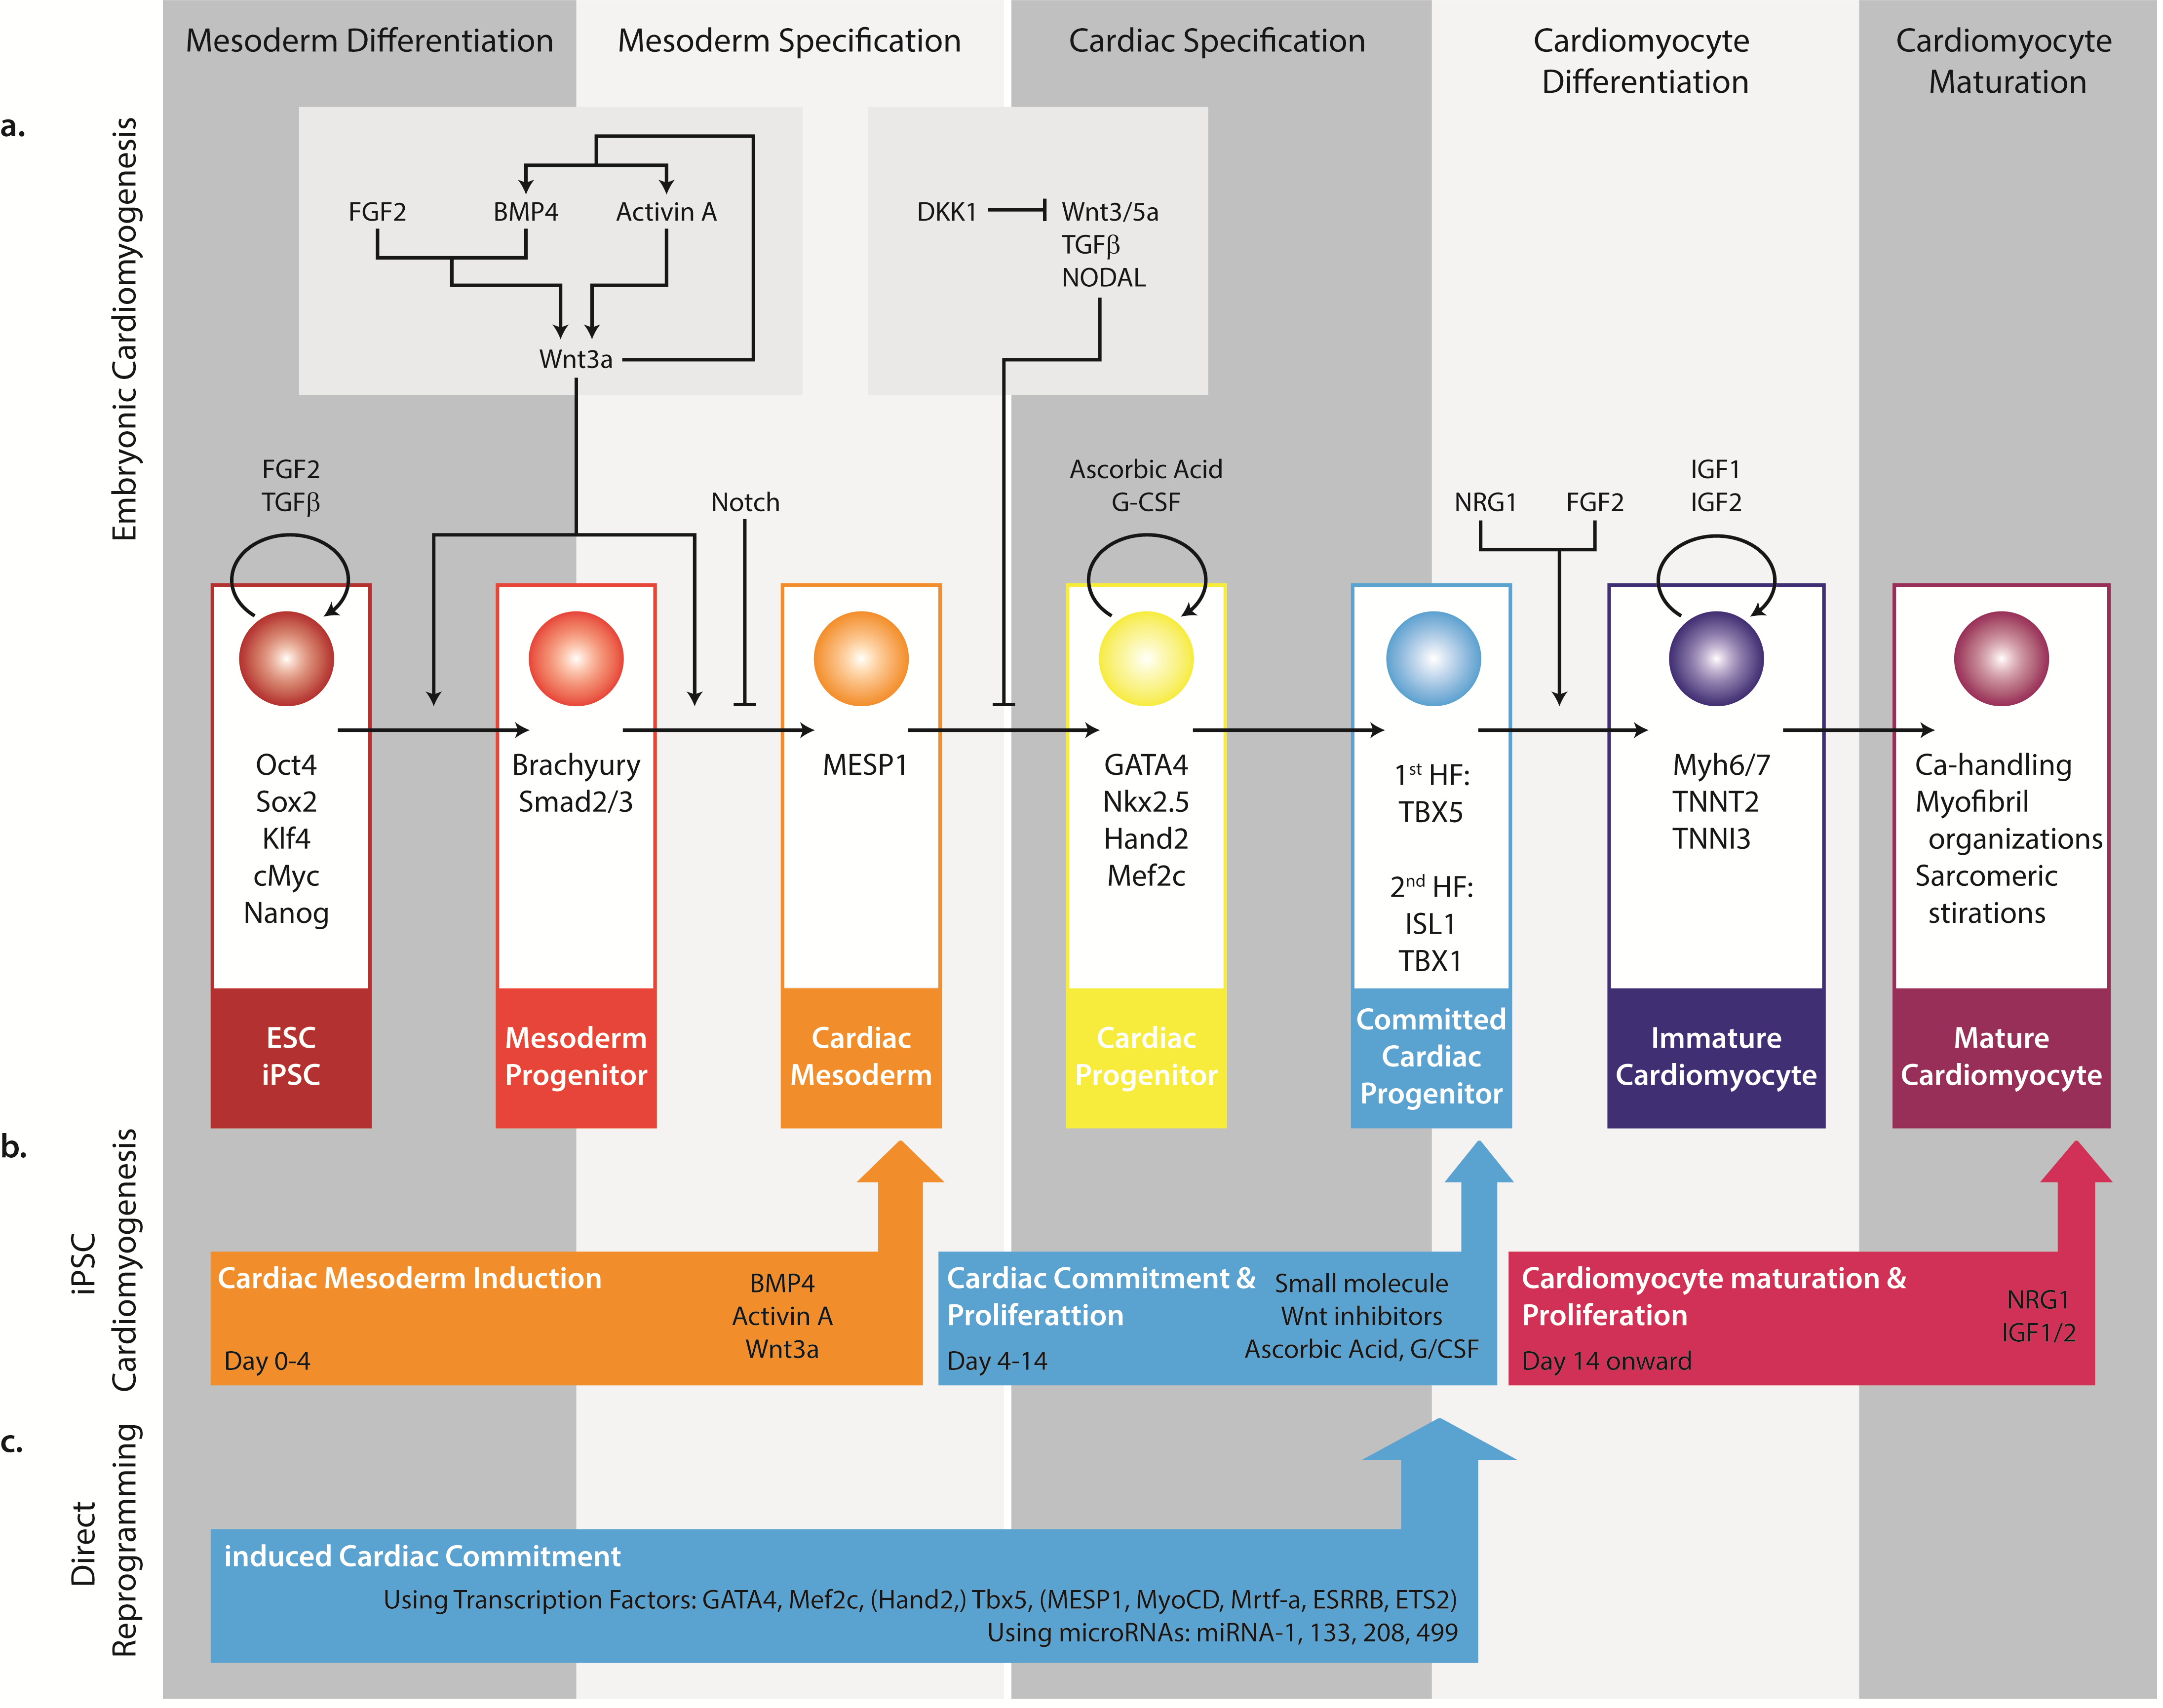 Mesoderm Differentiation
Mesoderm Specification
Cardiac Specification
Cardiomyocyte
Differentiation
Cardiomyocyte
Maturation
a.
Embryonic Cardiomyogenesis
FGF2
BMP4
Activin A
Wnt3a
DKK1
Wnt3/5a
TGFβ
NODAL
FGF2
TGFβ
Notch
Ascorbic Acid
G-CSF
NRG1
FGF2
IGF1
IGF2
Oct4
Sox2
Klf4
cMyc
Nanog
ESC
iPSC
Brachyury
Smad2/3
Mesoderm
Progenitor
MESP1
Cardiac
Mesoderm
GATA4
Nkx2.5
Hand2
Mef2c
Cardiac
Progenitor
1st HF:
TBX5
2nd HF:
ISL1
TBX1
Committed
Cardiac
Progenitor
Myh6/7
TNNT2
TNNI3
Immature
Cardiomyocyte
Ca-handling
Myofibril
organizations
Sarcomeric
stirations
Mature
Cardiomyocyte
b.
iPSC
Cardiomyogenesis
Cardiac Mesoderm Induction
Day 0-4
BMP4
Activin A
Wnt3a
Cardiac Commitment &
Proliferattion
Day 4-14
Small molecule
Wnt inhibitors
Ascorbic Acid, G/CSF
Cardiomyocyte maturation &
Proliferation
Day 14 onward
NRG1
IGF1/2
c.
Direct
Reprogramming
induced Cardiac Commitment
Using Transcription Factors: GATA4, Mef2c, (Hand2,) Tbx5, (MESP1, MyoCD, Mrtf-a, ESRRB, ETS2)
Using microRNAs: miRNA-1, 133, 208, 499